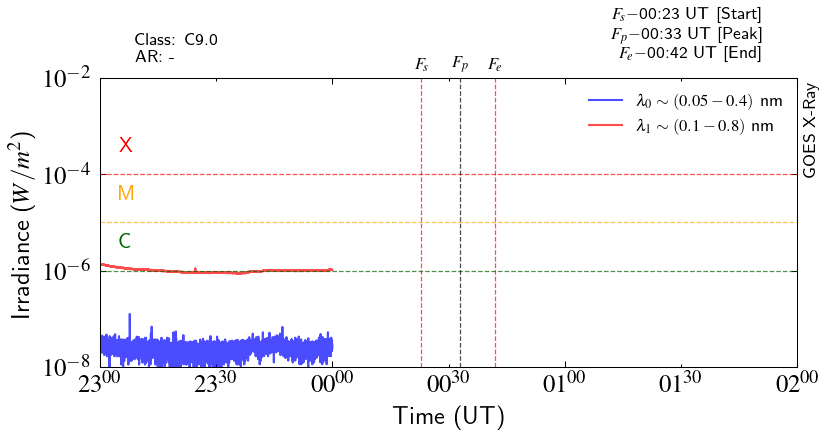 F_s−00:23 UT [Start]
Class: C9.0
F_p−00:33 UT [Peak]
AR: -
F_e−00:42 UT [End]
F_s
F_p
F_e
10^{-2}
λ_0 ∼ (0.05 − 0.4) nm
λ_1 ∼ (0.1 − 0.8) nm
GOES X-Ray
X
10^{-4}
M
Irradiance (W/m^2)
C
10^{-6}
10^{-8}
23^{00}
23^{30}
00^{00}
00^{30}
01^{00}
01^{30}
02^{00}
Time (UT)